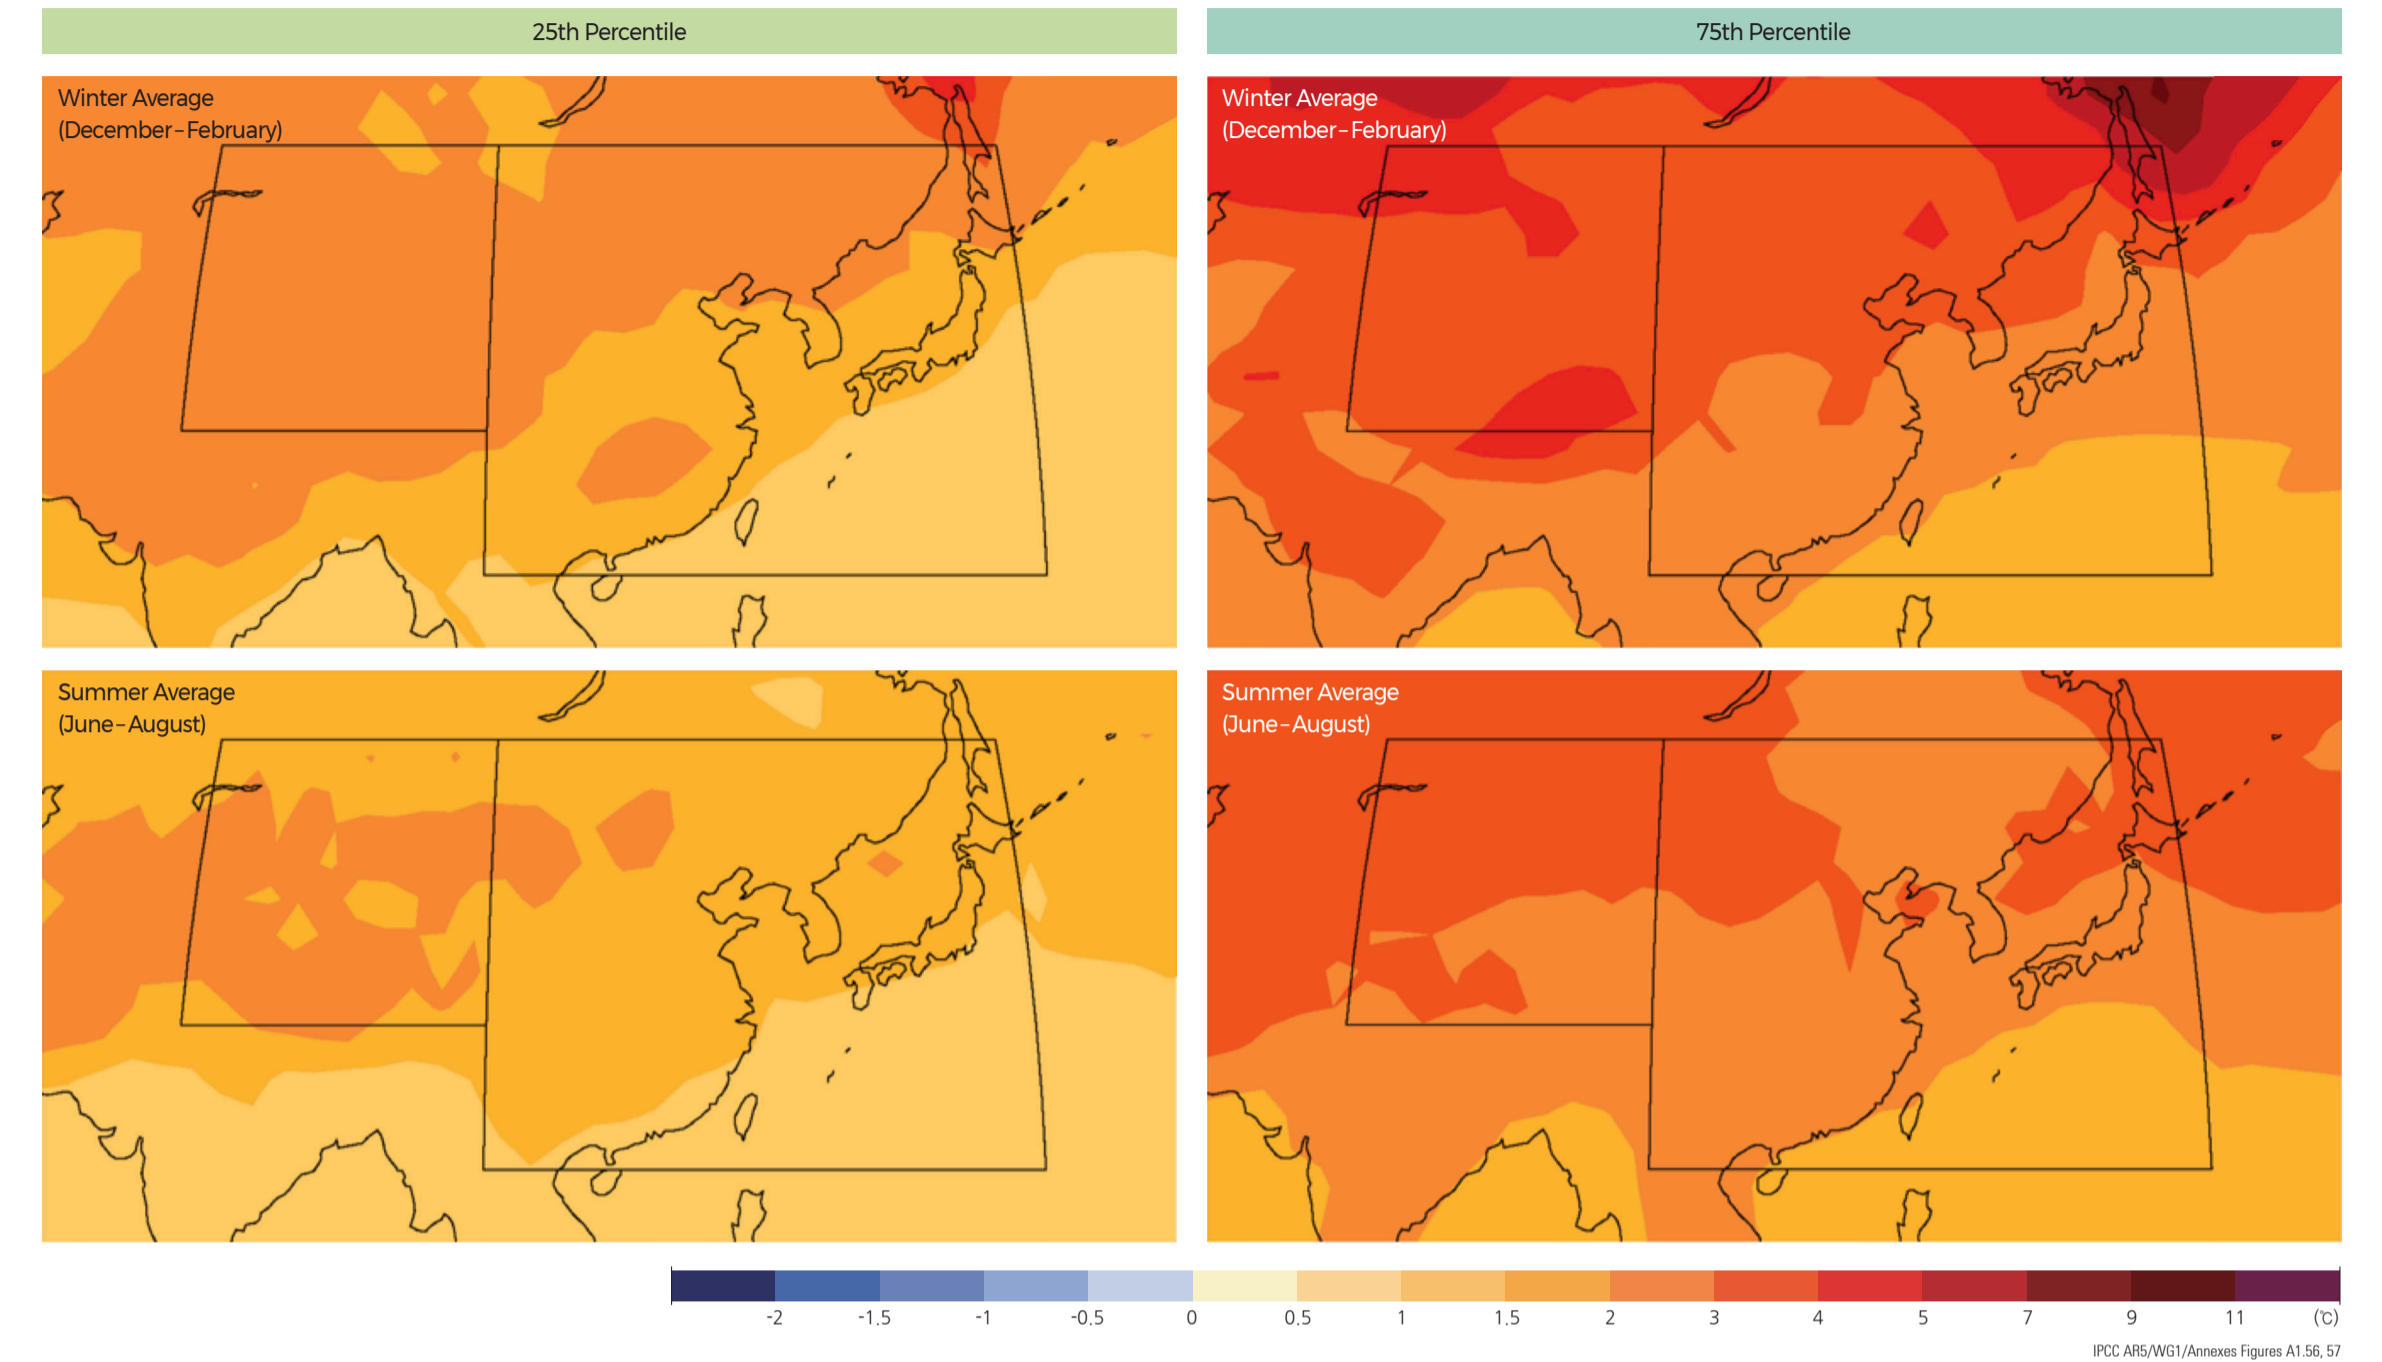 25th Percentile
75th Percentile
Winter Average
(December–February)
Winter Average
(December–February)
Summer Average
(June–August)
Summer Average
(June–August)
-2 -1.5 -1 -0.5 0 0.5 1 1.5 2 3 4 5 7 9 11 (℃)
IPCC AR5/WG1/Annexes Figures A1.56, 57